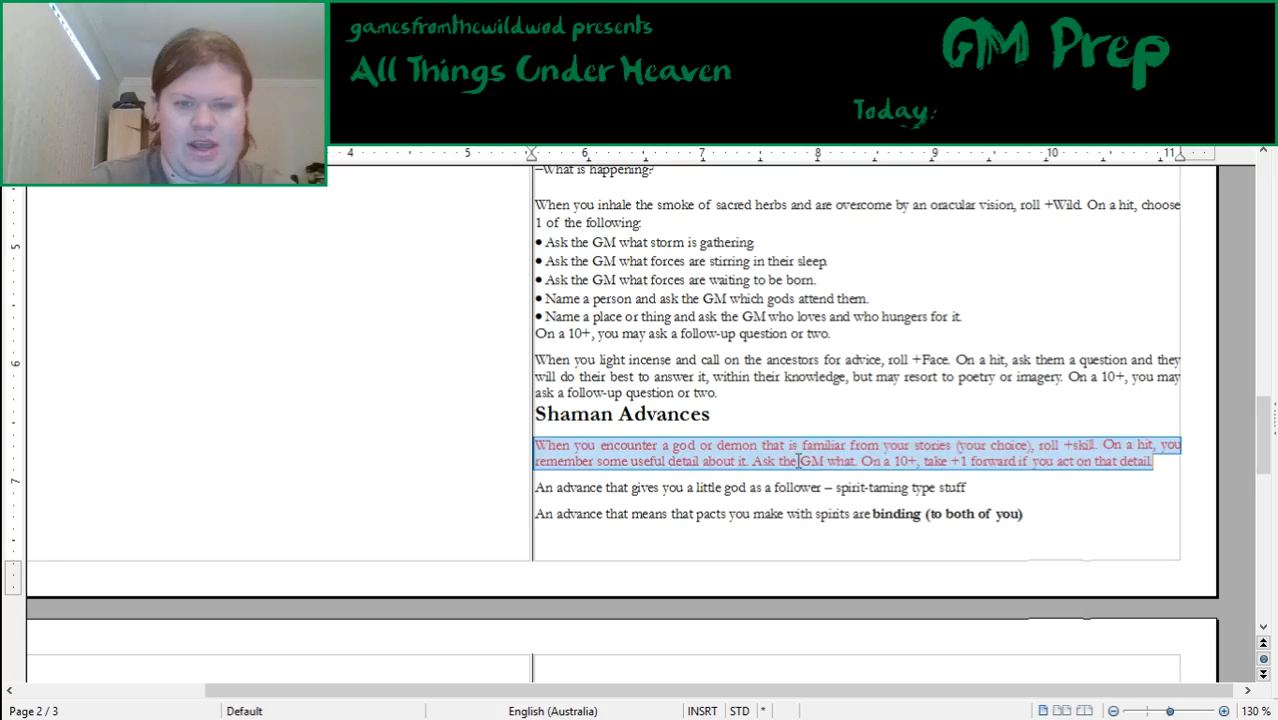 gamesfromthewildwod presents
All Things Under Heaven
GM Prep
Today:
4 5 6 7 8 9 10 11
–What is happening?
When you inhale the smoke of sacred herbs and are overcome by an oracular vision, roll +Wild. On a hit, choose
1 of the following:
• Ask the GM what storm is gathering
• Ask the GM what forces are stirring in their sleep.
• Ask the GM what forces are waiting to be born.
• Name a person and ask the GM which gods attend them.
• Name a place or thing and ask the GM who loves and who hungers for it.
On a 10+, you may ask a follow-up question or two.
When you light incense and call on the ancestors for advice, roll +Face. On a hit, ask them a question and they
will do their best to answer it, within their knowledge, but may resort to poetry or imagery. On a 10+, you may
ask a follow-up question or two.
Shaman Advances
When you encounter a god or demon that is familiar from your stories (your choice), roll +skill. On a hit, you
remember some useful detail about it. Ask the GM what. On a 10+, take +1 forward if you act on that detail.
An advance that gives you a little god as a follower – spirit-taming type stuff
An advance that means that pacts you make with spirits are binding (to both of you)
5
6
7
Page 2 / 3 Default English (Australia) INSRT STD * 130 %